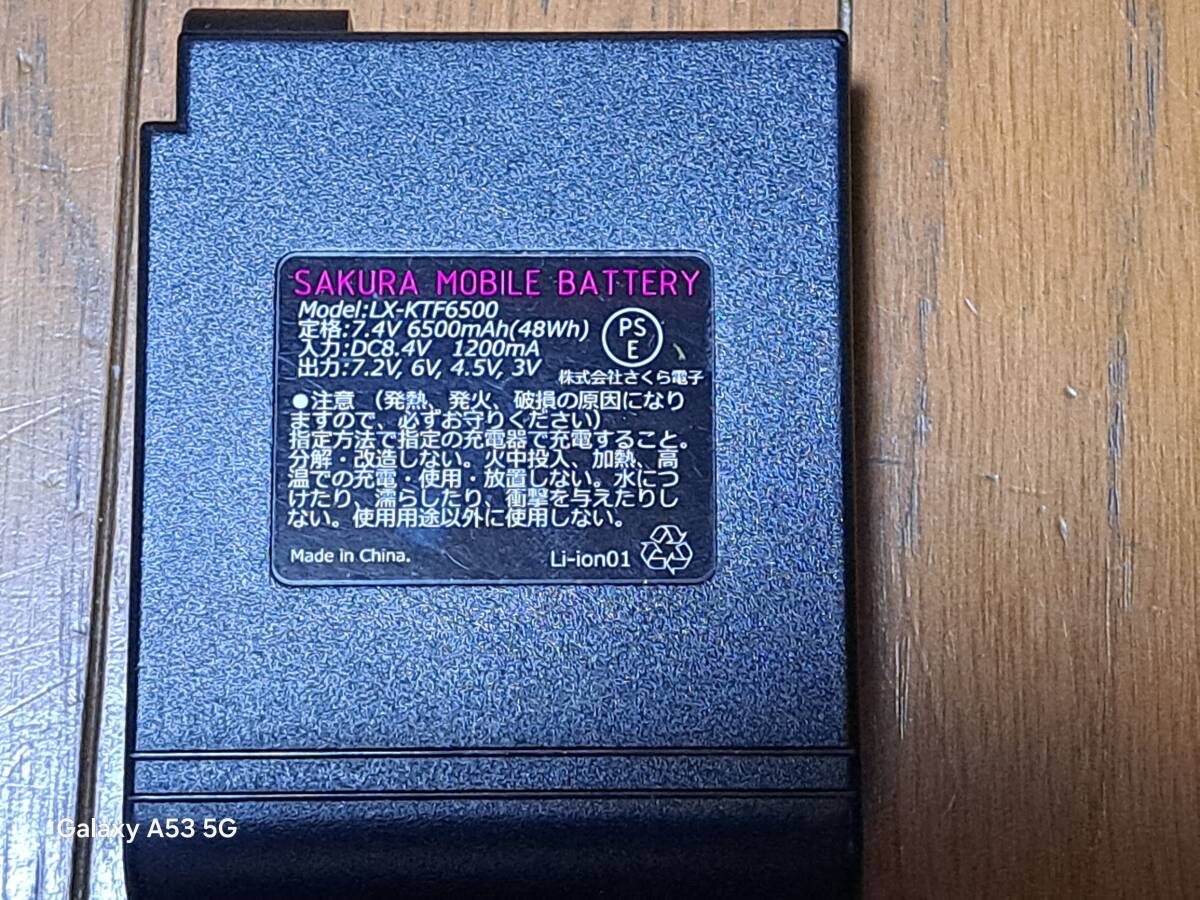 SAKURA MOBILE BATTERY
Model:LX-KTF6500
定格:7.4V 6500mAh(48Wh)
入力:DC8.4V 1200mA
出力:7.2V, 6V, 4.5V, 3V
PS
E
株式会社さくら電子
●注意 (発熱、発火、破損の原因になり
ますので、必ずお守りください)
指定方法で指定の充電器で充電すること。
分解・改造しない。火中投入、加熱、高
温での充電・使用・放置しない。水につ
けたり、濡らしたり、衝撃を与えたりし
ない。使用用途以外に使用しない。
Made in China.
Li-ion01
Galaxy A53 5G